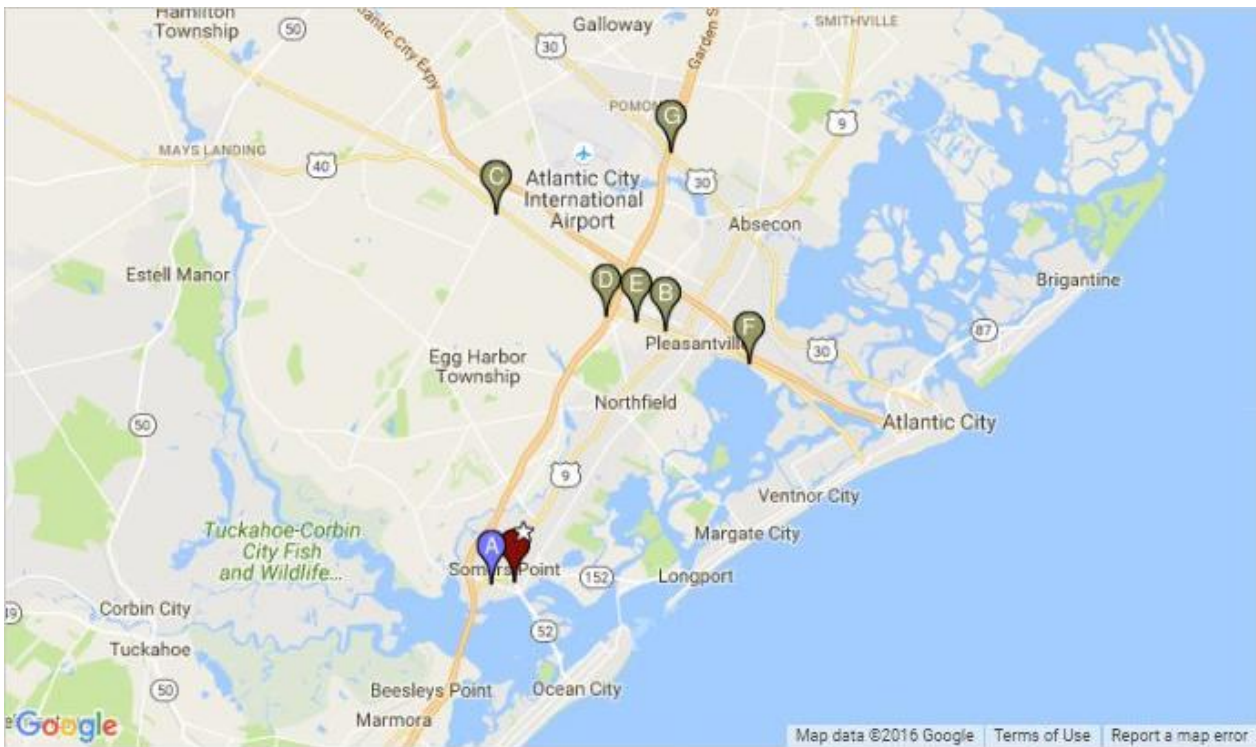 Hamilton
Township
50
Galloway
SMITHVILLE
30
Atlantic City Expy
Garden S
POMON
G
9
MAYS LANDING
40
C
Atlantic City
International
Airport
30
Absecon
Estell Manor
D
E
B
Brigantine
F
87
Pleasantvill
30
Egg Harbor
Township
Northfield
50
Atlantic City
9
Ventnor City
Tuckahoe-Corbin
City Fish
and Wildlife...
Margate City
A
Somers Point
152
Longport
49
Corbin City
52
Tuckahoe
50
Beesleys Point
Ocean City
Marmora
Google
Map data ©2016 Google
Terms of Use
Report a map error